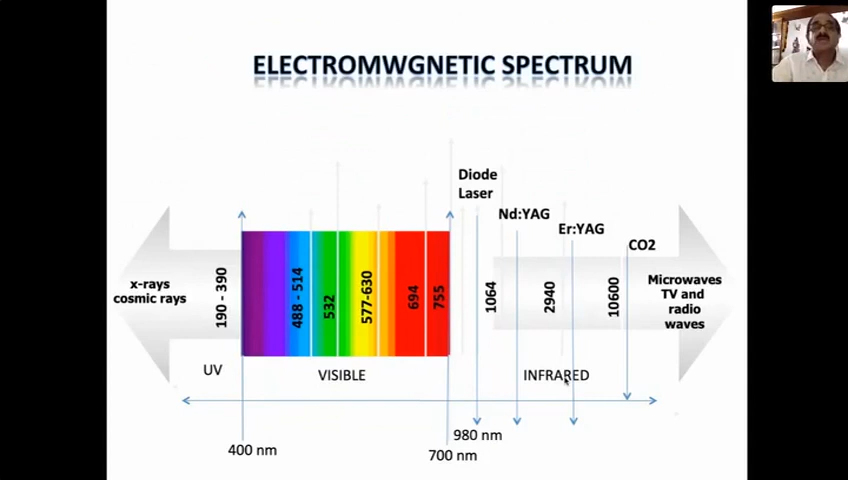 ELECTROMWGNETIC SPECTRUM
Diode
Laser
Nd:YAG
Er:YAG
CO2
x-rays
cosmic rays
190 - 390
488 - 514
532
577-630
694
755
1064
2940
10600
Microwaves
TV and
radio
waves
UV
VISIBLE
INFRARED
400 nm
700 nm
980 nm